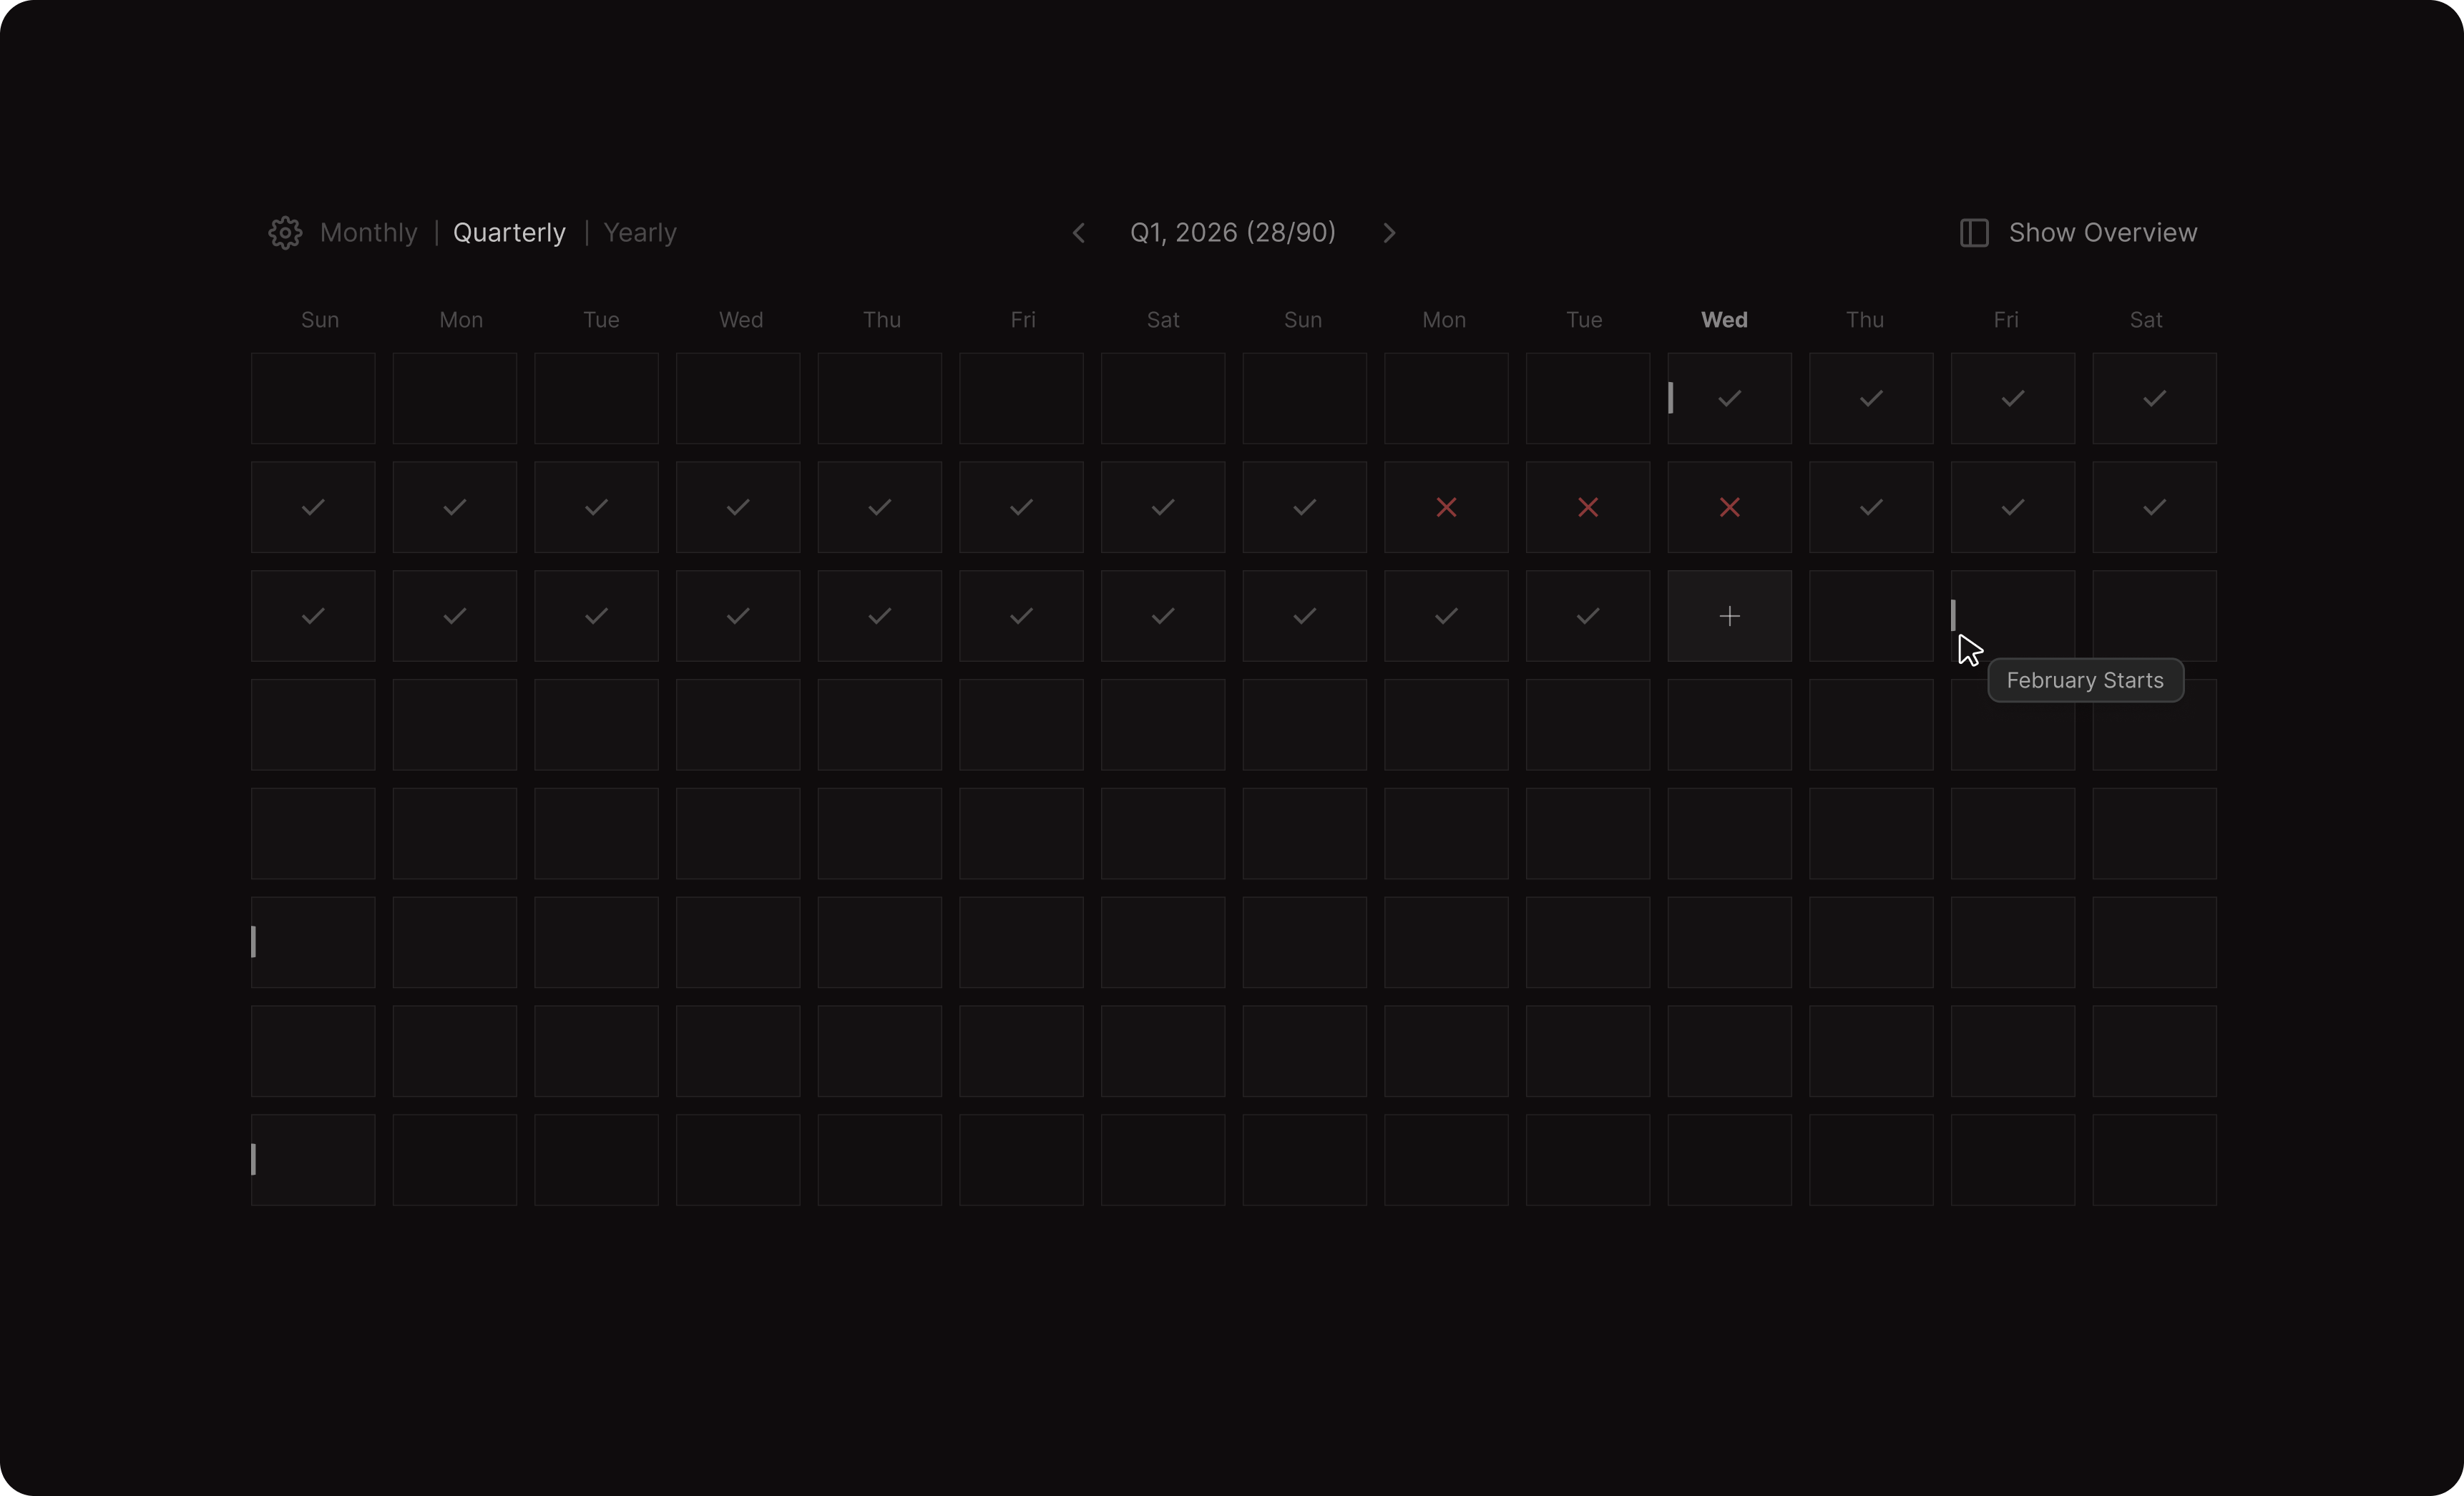 Monthly | Quarterly | Yearly
Q1, 2026 (28/90)
Show Overview
Sun Mon Tue Wed Thu Fri Sat Sun Mon Tue Wed Thu Fri Sat
February Starts